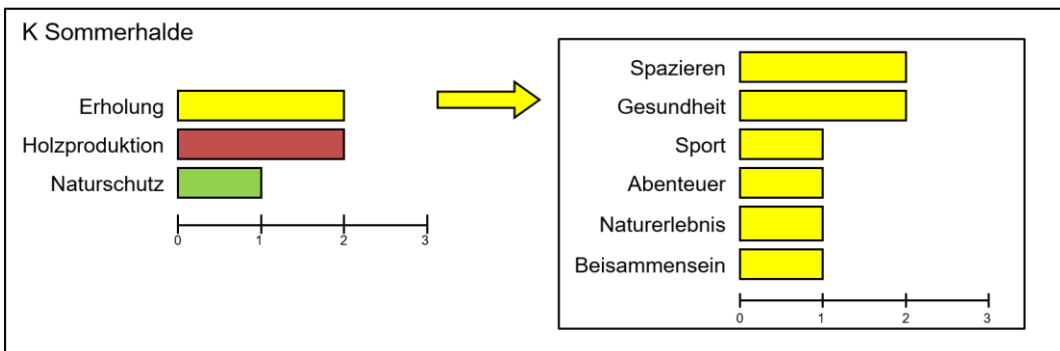 K Sommerhalde
Erholung
Holzproduktion
Naturschutz
0 1 2 3
Spazieren
Gesundheit
Sport
Abenteuer
Naturerlebnis
Beisammensein
0 1 2 3